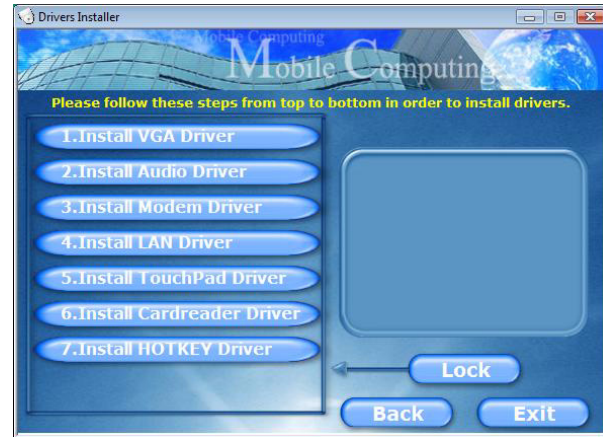 Drivers Installer
Mobile Computing
Mobile Computing
Please follow these steps from top to bottom in order to install drivers.
1.Install VGA Driver
2.Install Audio Driver
3.Install Modem Driver
4.Install LAN Driver
5.Install TouchPad Driver
6.Install Cardreader Driver
7.Install HOTKEY Driver
Lock
Back
Exit